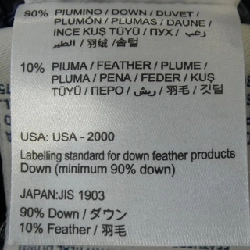 90% PIUMINO / DOWN / DUVET /
PLUMÓN / PLUMAS / DAUNE /
INCE KUŞ TÜYÜ / ПУХ / زغب
الطير / 羽绒 / 솜털
10% PIUMA / FEATHER / PLUME /
PLUMA / PENA / FEDER / KUŞ
TÜYÜ / ПЕРО / ريش / 羽毛 / 깃털
USA: USA - 2000
Labelling standard for down feather products
Down (minimum 90% down)
JAPAN:JIS 1903
90% Down / ダウン
10% Feather / 羽毛